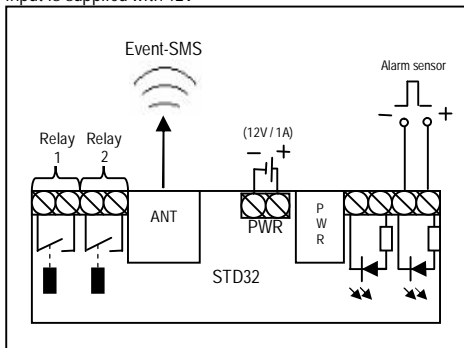 input is supplied with 12V
Event-SMS
Alarm sensor
Relay
1
Relay
2
(12V / 1A)
– +
– +
ANT
PWR
P
W
R
STD32